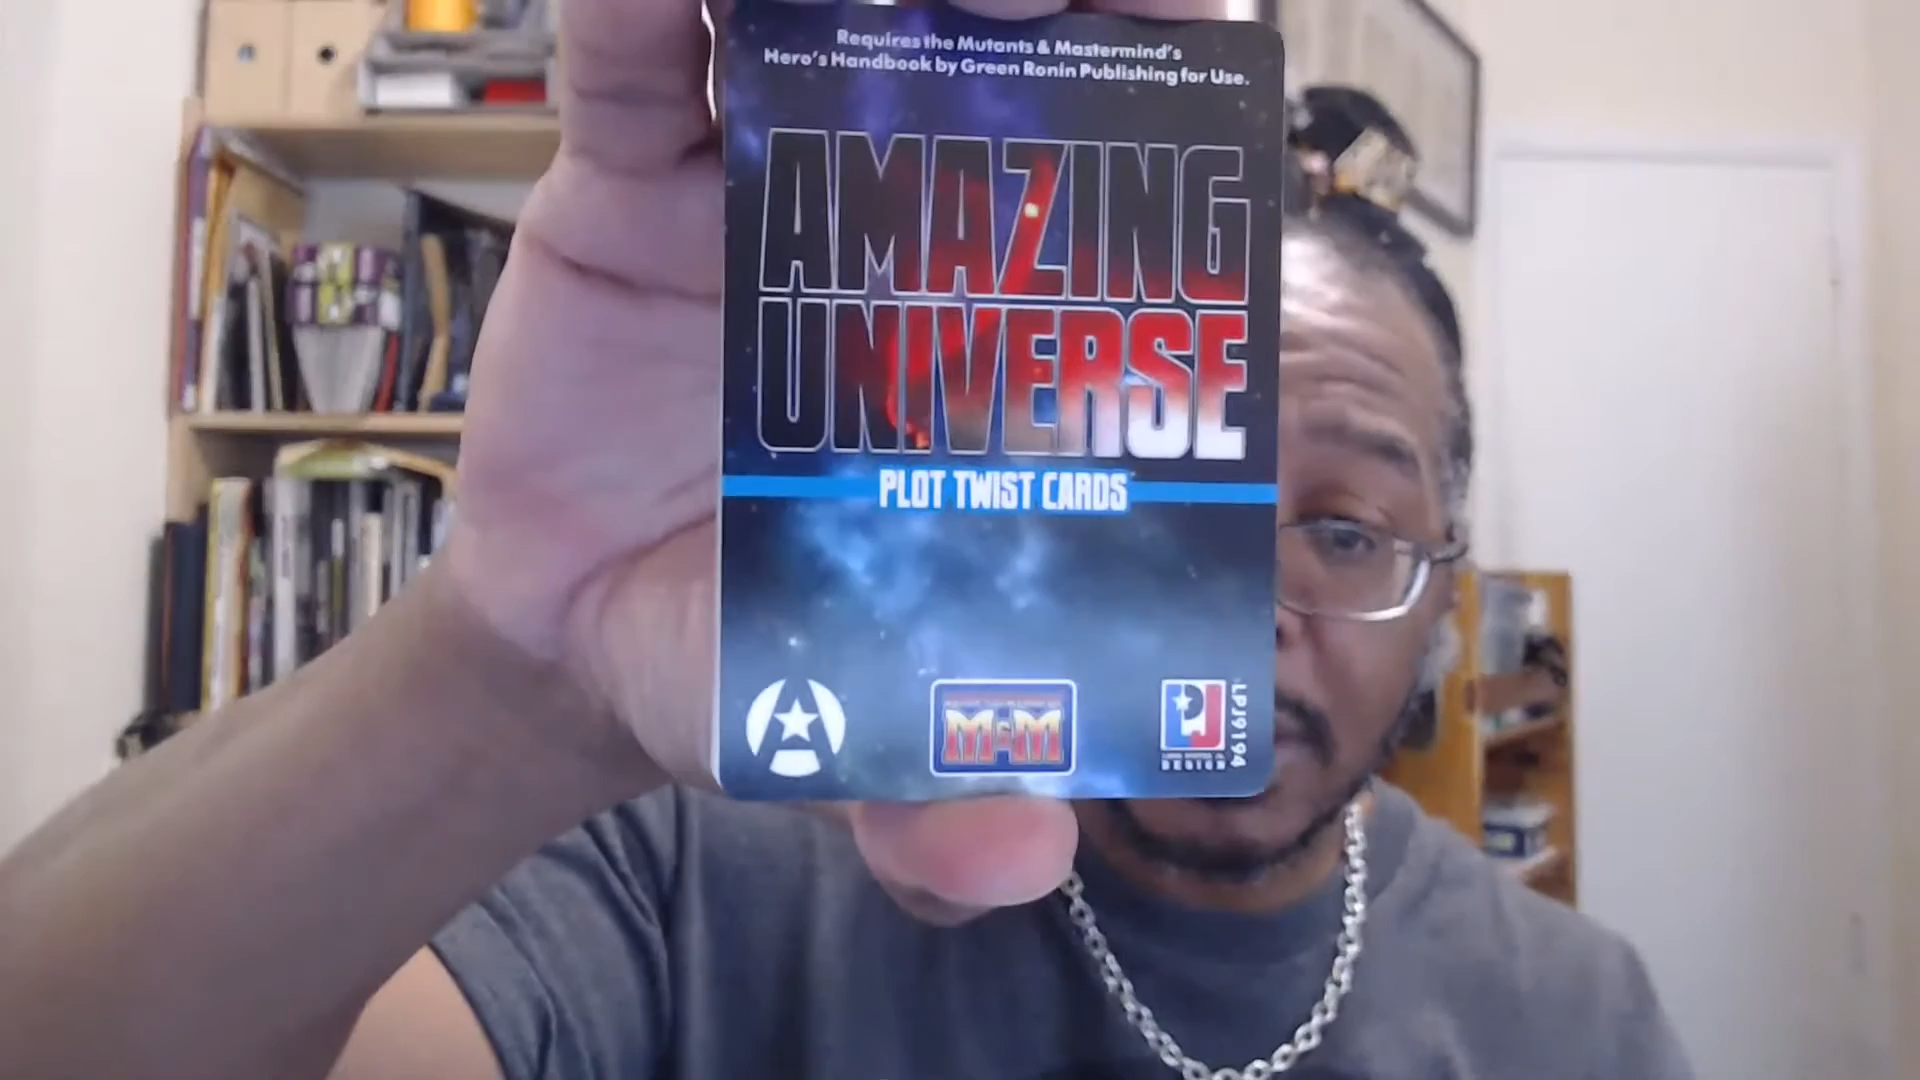 Requires the Mutants & Mastermind's
Hero's Handbook by Green Ronin Publishing for Use.
AMAZING
UNIVERSE
PLOT TWIST CARDS
M&M
LPJ
DESIGN
LPJ9194